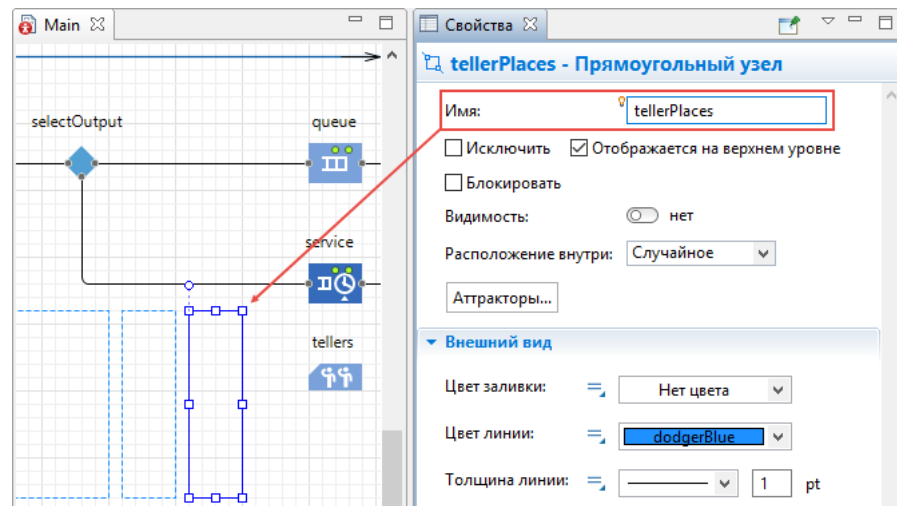 Main
selectOutput
queue
service
tellers
Свойства
tellerPlaces - Прямоугольный узел
Имя: tellerPlaces
Исключить Отображается на верхнем уровне
Блокировать
Видимость: нет
Расположение внутри: Случайное
Аттракторы...
Внешний вид
Цвет заливки: Нет цвета
Цвет линии: dodgerBlue
Толщина линии: 1 pt